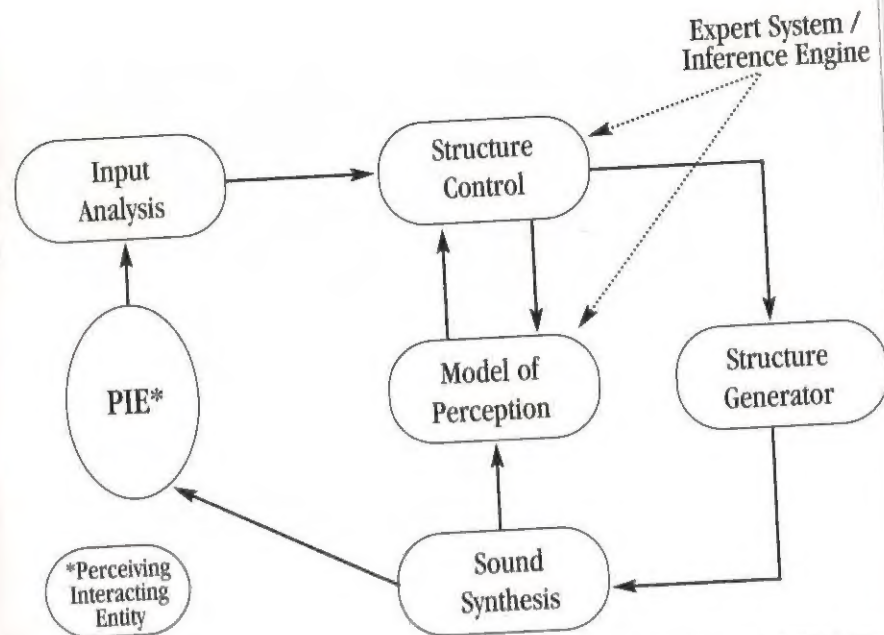 Expert System /
Inference Engine
Input
Analysis
Structure
Control
PIE*
Model of
Perception
Structure
Generator
*Perceiving
Interacting
Entity
Sound
Synthesis